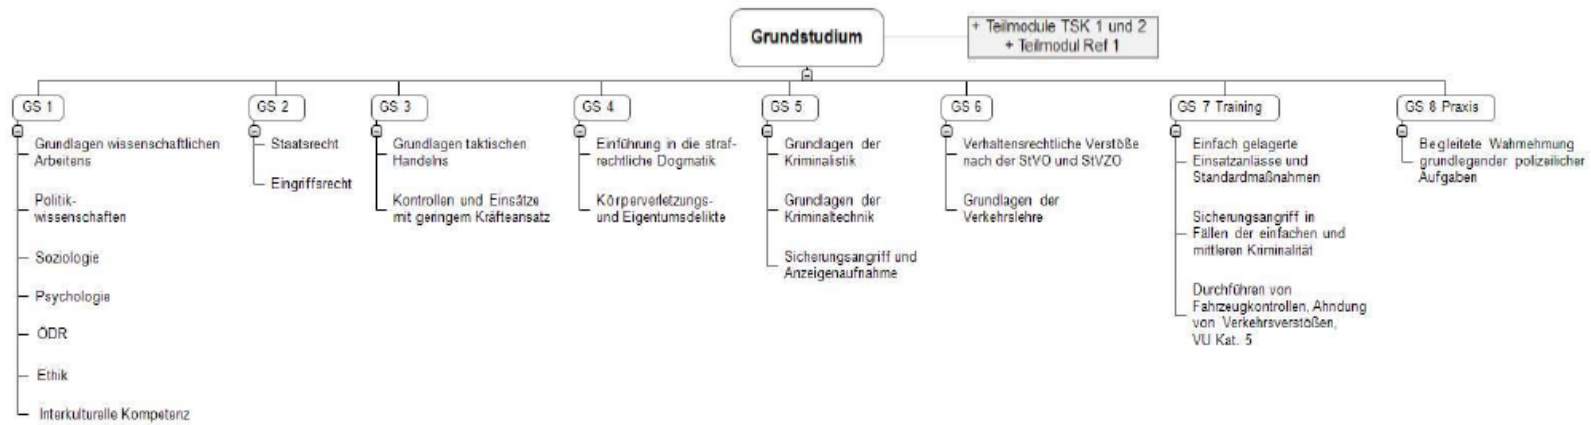 Grundstudium
+ Teilmodule TSK 1 und 2
+ Teilmodul Ref 1
GS 1
Grundlagen wissenschaftlichen
Arbeitens
Politik-
wissenschaften
Soziologie
Psychologie
ÖDR
Ethik
Interkulturelle Kompetenz
GS 2
Staatsrecht
Eingriffsrecht
GS 3
Grundlagen taktischen
Handelns
Kontrollen und Einsätze
mit geringem Kräfteansatz
GS 4
Einführung in die straf-
rechtliche Dogmatik
Körperverletzungs-
und Eigentumsdelikte
GS 5
Grundlagen der
Kriminalistik
Grundlagen der
Kriminaltechnik
Sicherungsangriff und
Anzeigenaufnahme
GS 6
Verhaltensrechtliche Verstöße
nach der StVO und StVZO
Grundlagen der
Verkehrslehre
GS 7 Training
Einfach gelagerte
Einsatzanlässe und
Standardmaßnahmen
Sicherungsangriff in
Fällen der einfachen und
mittleren Kriminalität
Durchführen von
Fahrzeugkontrollen, Ahndung
von Verkehrsverstößen,
VU Kat. 5
GS 8 Praxis
Begleitete Wahrnehmung
grundlegender polizeilicher
Aufgaben